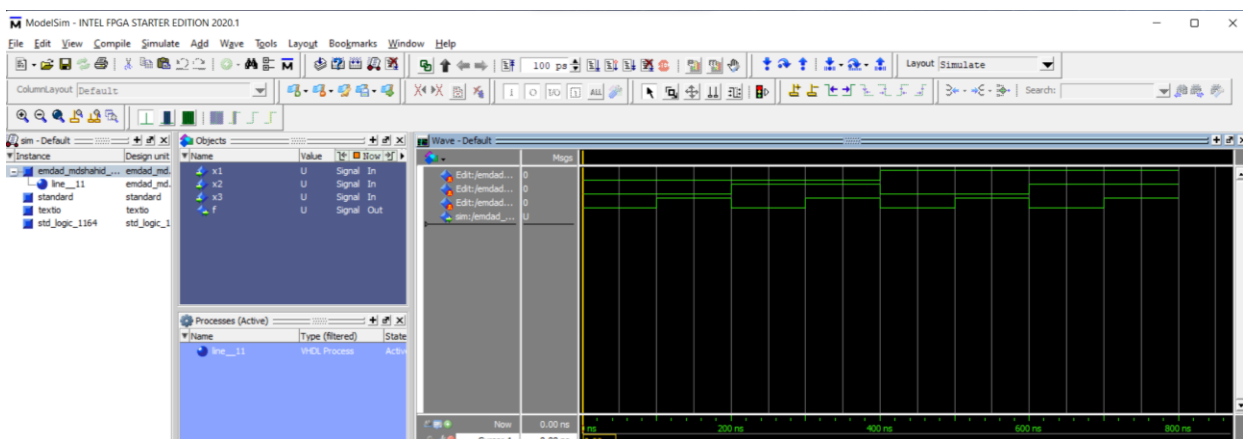 ModelSim - INTEL FPGA STARTER EDITION 2020.1
File Edit View Compile Simulate Add Wave Tools Layout Bookmarks Window Help
100 ps
Layout Simulate
ColumnLayout Default
Search:
sim - Default
Instance Design unit
emdad_mdshahid_... emdad_md.
line__11 emdad_md.
standard standard
textio textio
std_logic_1164 std_logic_1
Objects
Name Value Now
x1 U Signal In
x2 U Signal In
x3 U Signal In
f U Signal Out
Processes (Active)
Name Type (filtered) State
line__11 VHDL Process Active
Wave - Default
Msgs
Edit:/emdad... 0
Edit:/emdad... 0
Edit:/emdad... 0
sim:/emdad_... U
Now 0.00 ns
ns 200 ns 400 ns 600 ns 800 ns